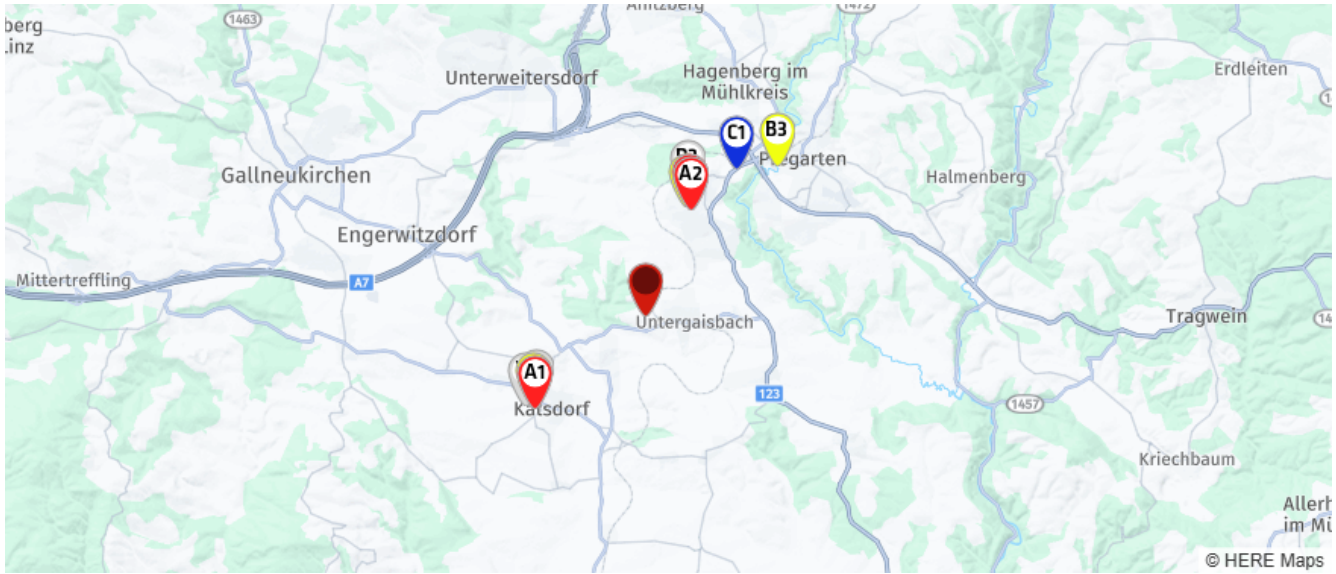 berg
Linz
1463
Anitzberg
1472
Unterweitersdorf
Hagenberg im
Mühlkreis
Erdleiten
C1
B3
Pregarten
A2
Gallneukirchen
Halmenberg
Engerwitzdorf
Mittertreffling
A7
Untergaisbach
Tragwein
A1
Katsdorf
123
1457
Kriechbaum
Allerh
im Mü
© HERE Maps